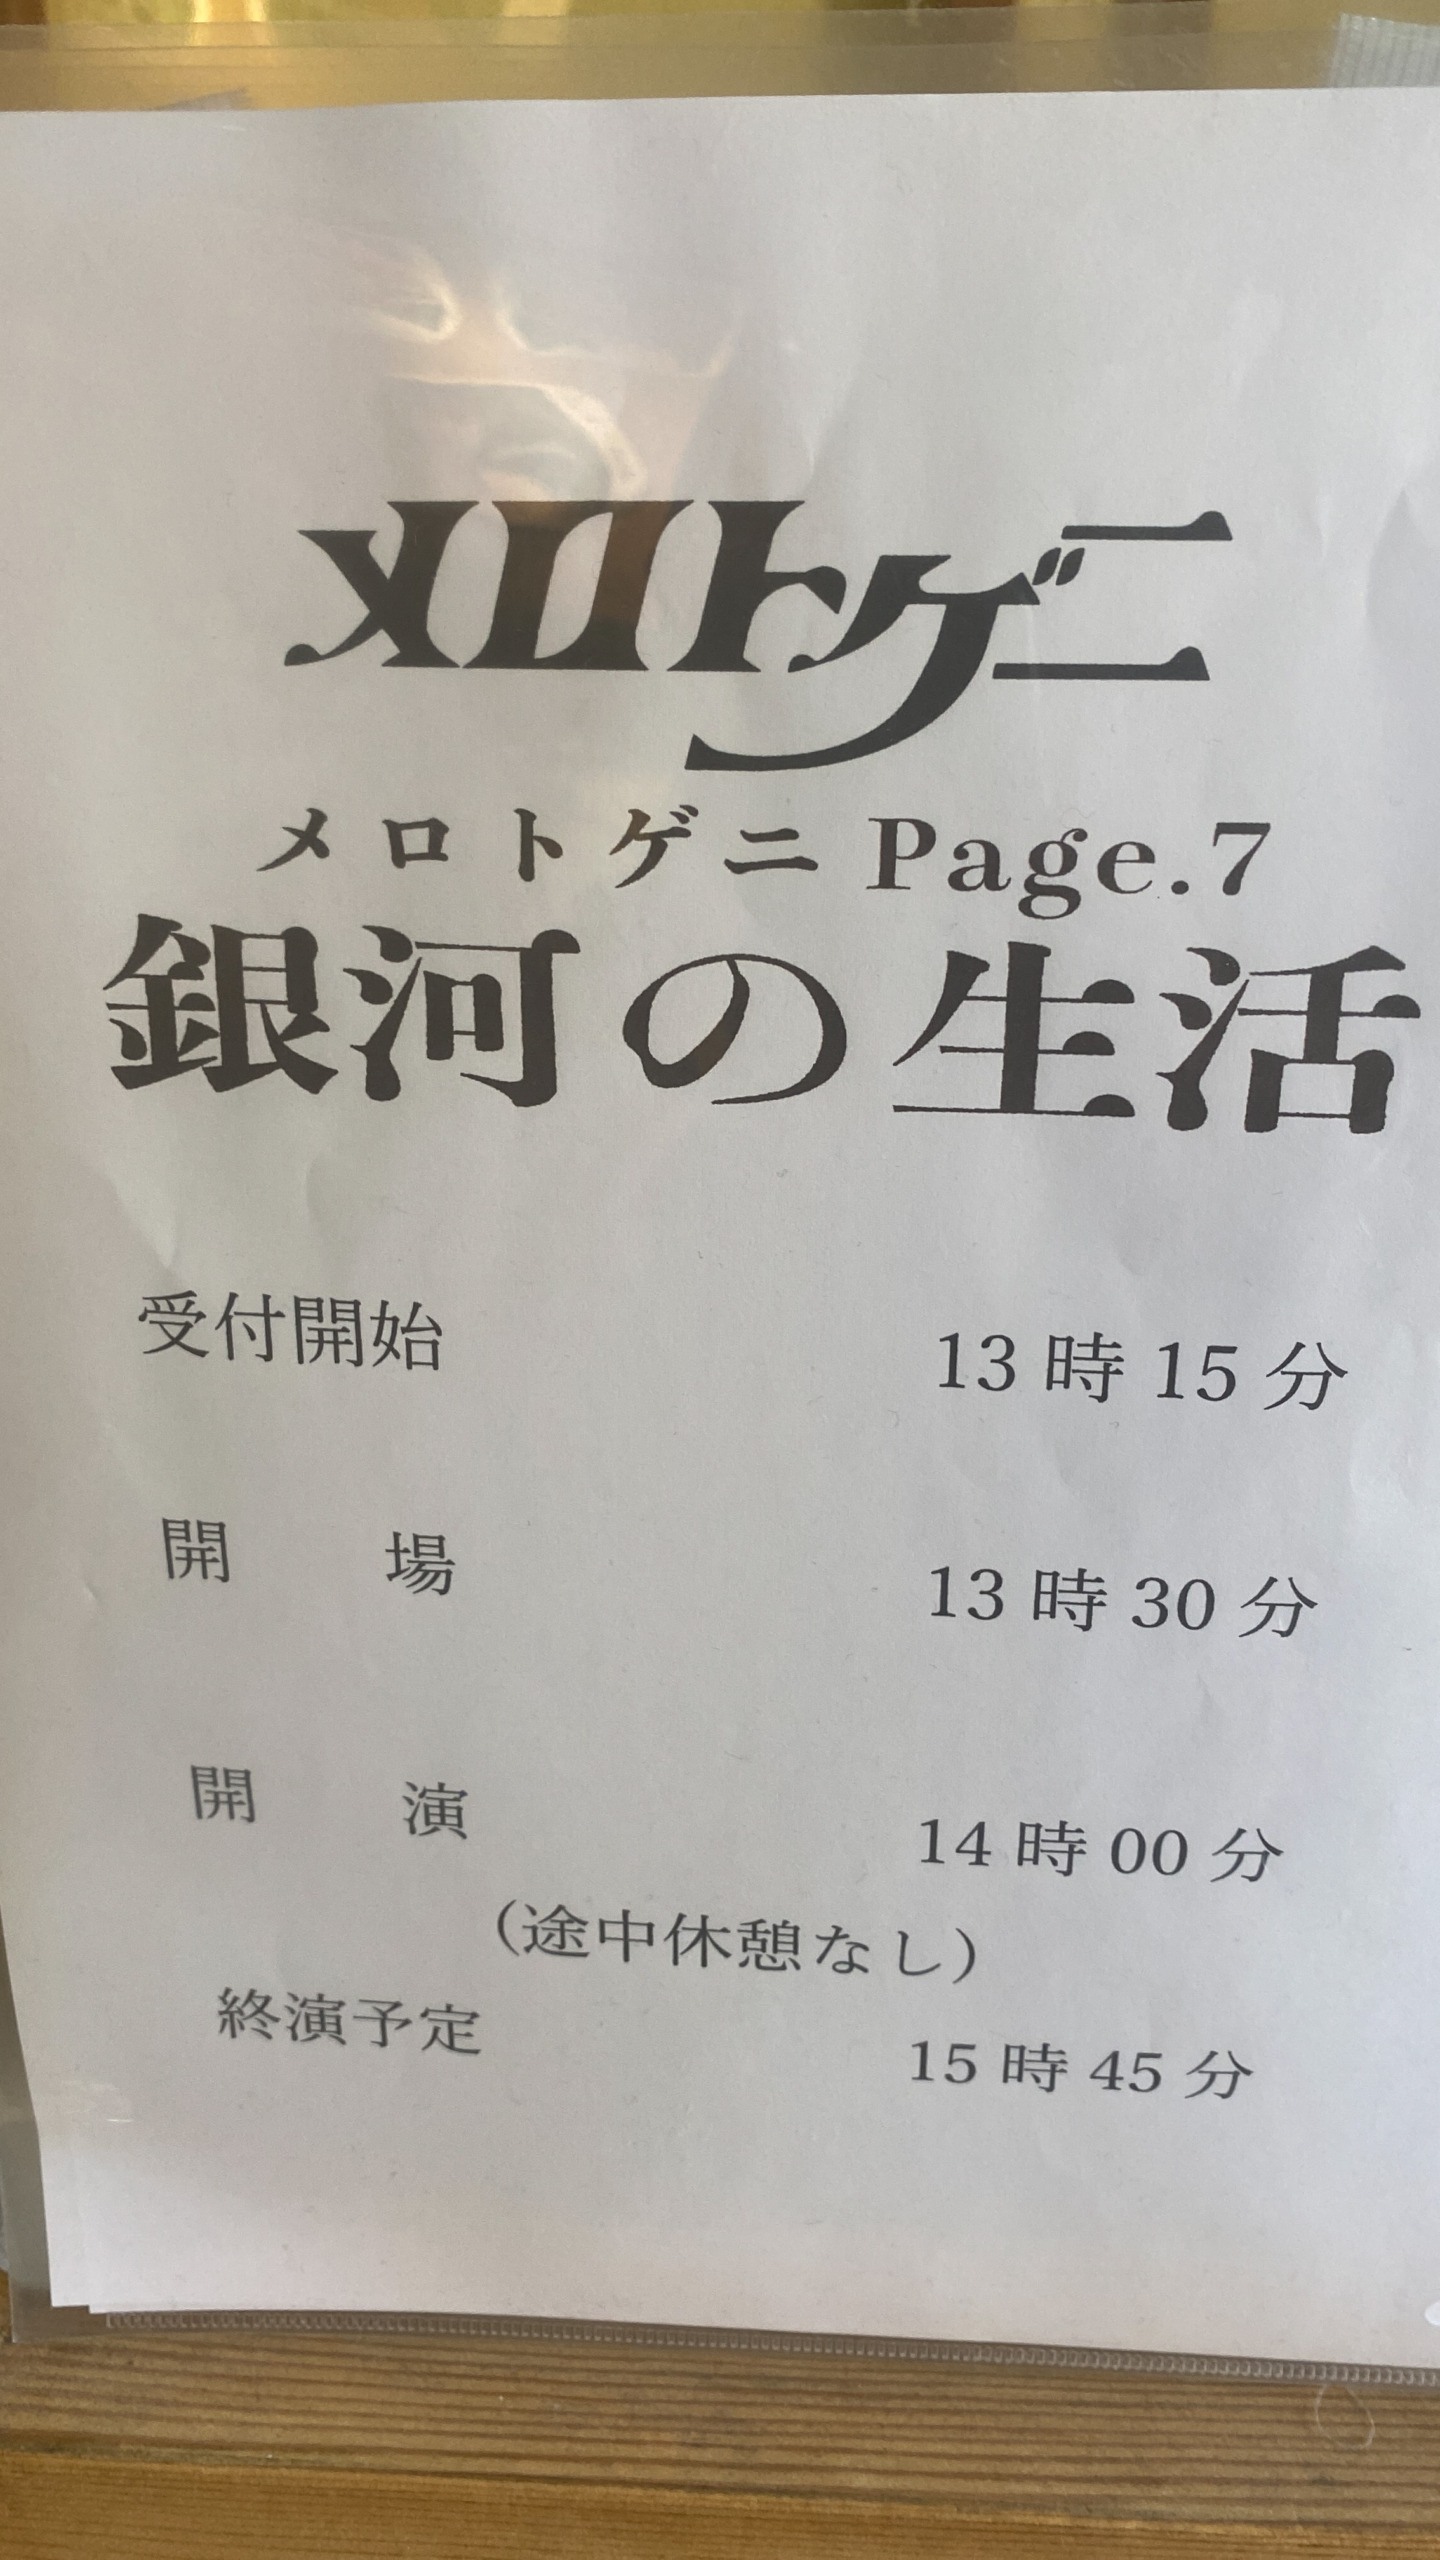 メロトゲニ
メロトゲニ Page.7
銀河の生活
受付開始 13時15分
開 場 13時30分
開 演 14時00分
（途中休憩なし）
終演予定 15時45分